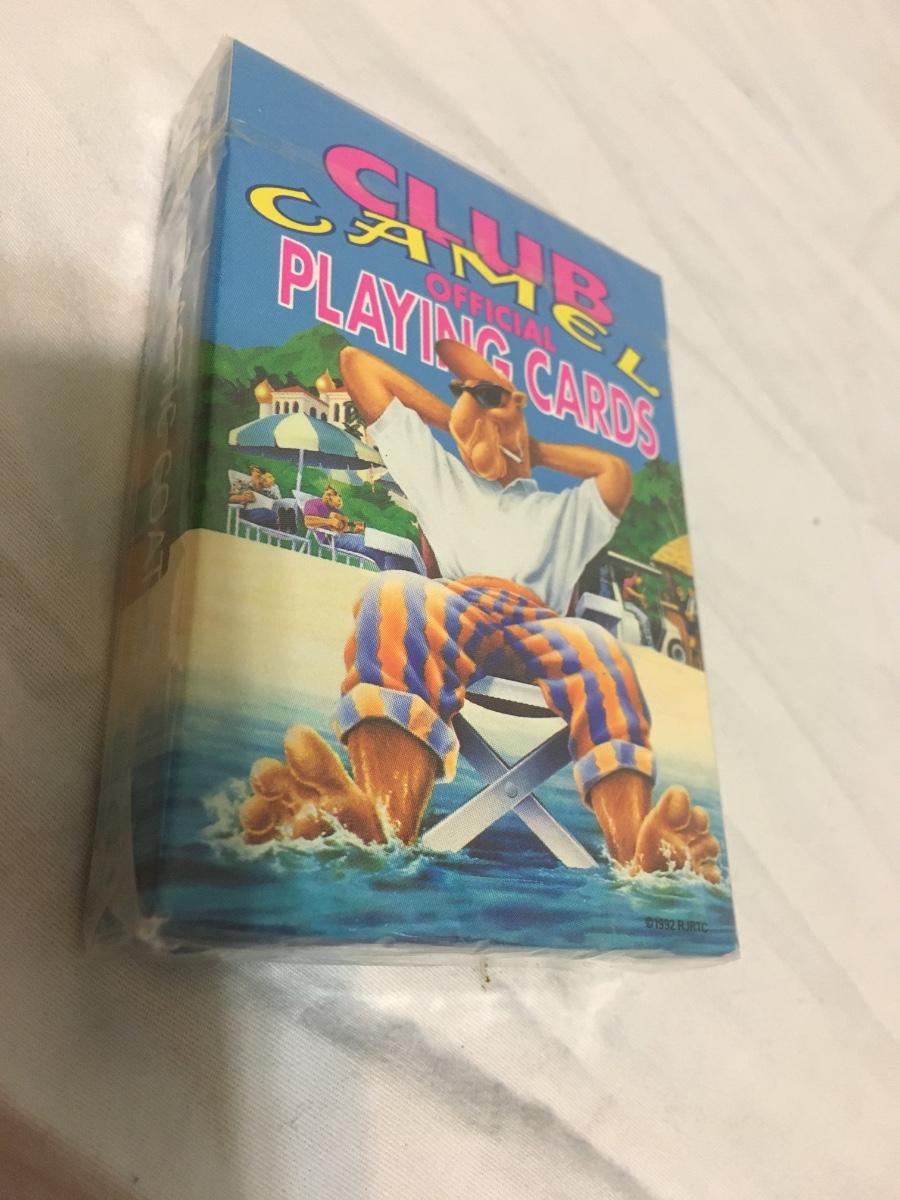 CLUB
CAMEL
OFFICIAL
PLAYING CARDS
©1992 RJRTC